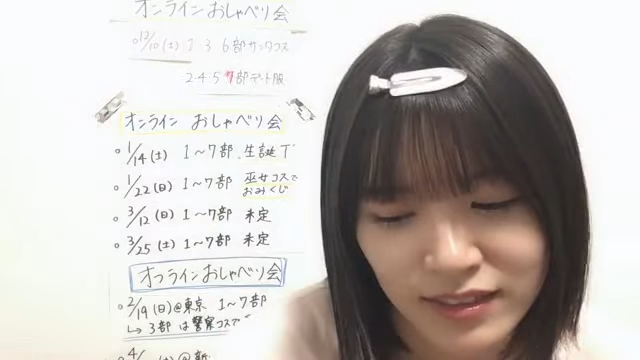 オンラインおしゃべり会
○12/10(土) 1 3 6部サンタコス
2.4.5 7部デート服
オンライン おしゃべり会
○1/14(土) 1〜7部 生誕T
○1/22(日) 1〜7部 巫女コスで
おみくじ
○3/12(日) 1〜7部 未定
○3/25(土) 1〜7部 未定
オフラインおしゃべり会
○2/19(日)@東京 1〜7部
↳3部は警察コスで